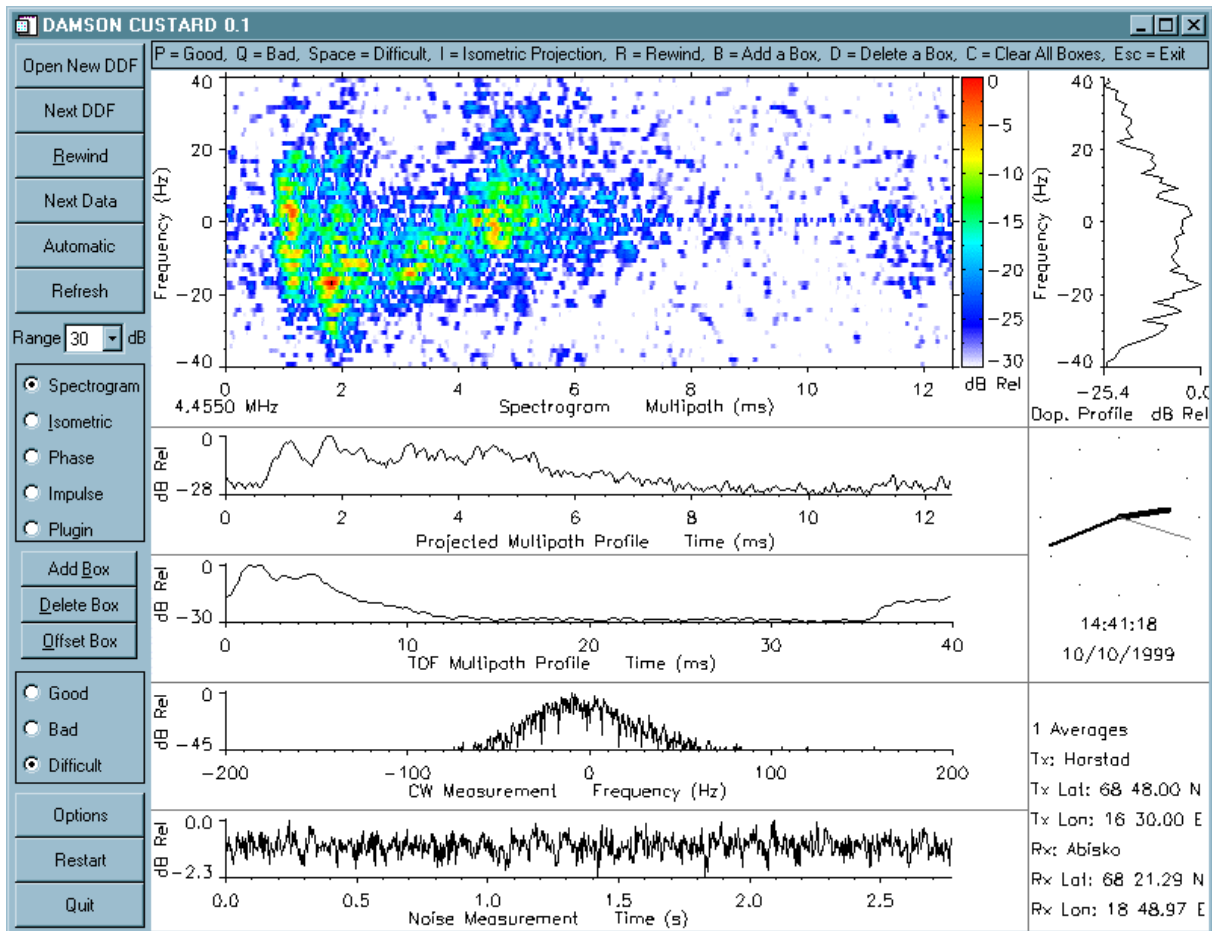 DAMSON CUSTARD 0.1
P = Good, Q = Bad, Space = Difficult, I = Isometric Projection, R = Rewind, B = Add a Box, D = Delete a Box, C = Clear All Boxes, Esc = Exit
Open New DDF
Next DDF
Rewind
Next Data
Automatic
Refresh
Range 30 dB
Spectrogram
Isometric
Phase
Impulse
Plugin
Add Box
Delete Box
Offset Box
Good
Bad
Difficult
Options
Restart
Quit
Frequency (Hz)
40
20
0
-20
-40
0 2 4 6 8 10 12
4.4550 MHz Spectrogram Multipath (ms)
0
-5
-10
-15
-20
-25
-30
dB Rel
Frequency (Hz)
40
20
0
-20
-40
-25.4 0.0
Dop. Profile dB Rel
dB Rel
0
-28
0 2 4 6 8 10 12
Projected Multipath Profile Time (ms)
dB Rel
0
-30
0 10 20 30 40
TOF Multipath Profile Time (ms)
14:41:18
10/10/1999
dB Rel
0
-45
-200 -100 0 100 200
CW Measurement Frequency (Hz)
dB Rel
0.0
-2.3
0.0 0.5 1.0 1.5 2.0 2.5
Noise Measurement Time (s)
1 Averages
Tx: Harstad
Tx Lat: 68 48.00 N
Tx Lon: 16 30.00 E
Rx: Abisko
Rx Lat: 68 21.29 N
Rx Lon: 18 48.97 E